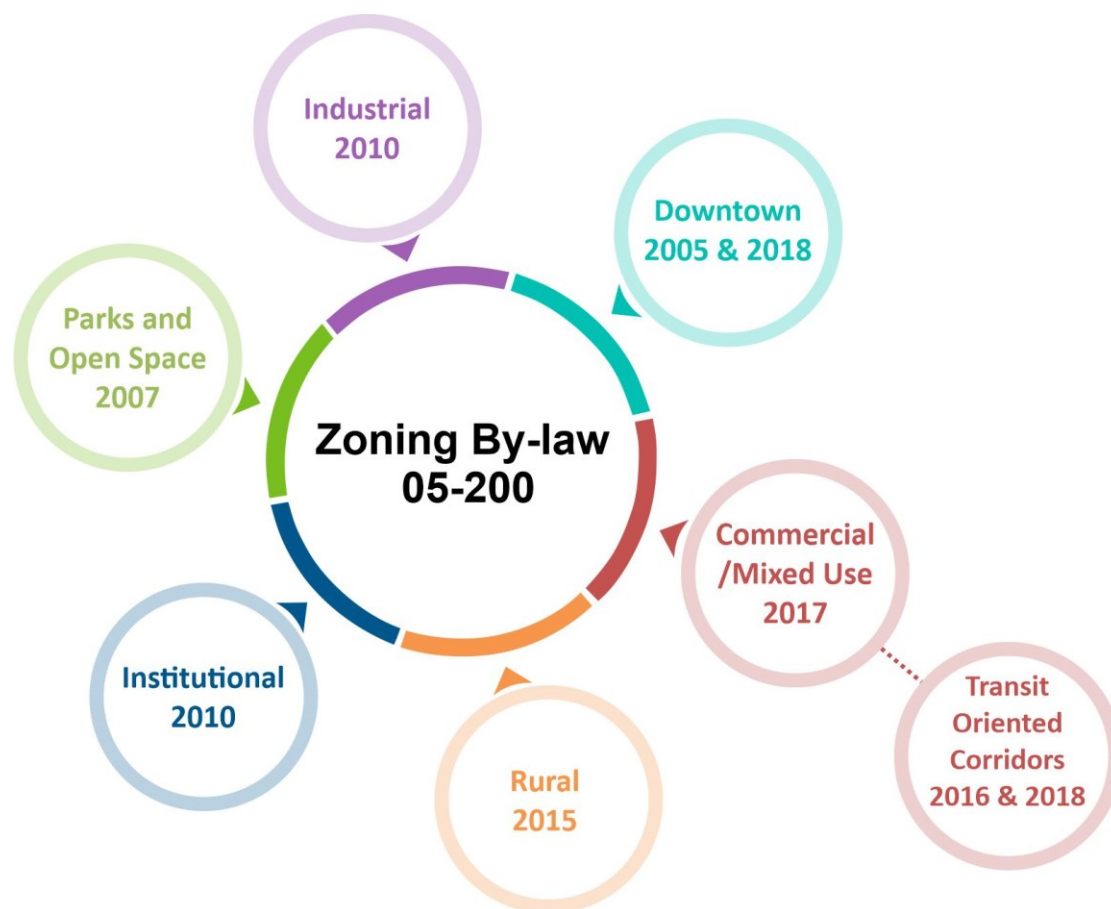 Industrial
2010
Downtown
2005 & 2018
Parks and
Open Space
2007
Zoning By-law
05-200
Commercial
/Mixed Use
2017
Institutional
2010
Transit
Oriented
Corridors
2016 & 2018
Rural
2015